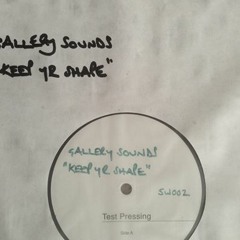 GALLERY SOUNDS
"KEEP YR SHAPE"
GALLERY SOUNDS
"KEEP YR SHAPE"
SW002
Test Pressing